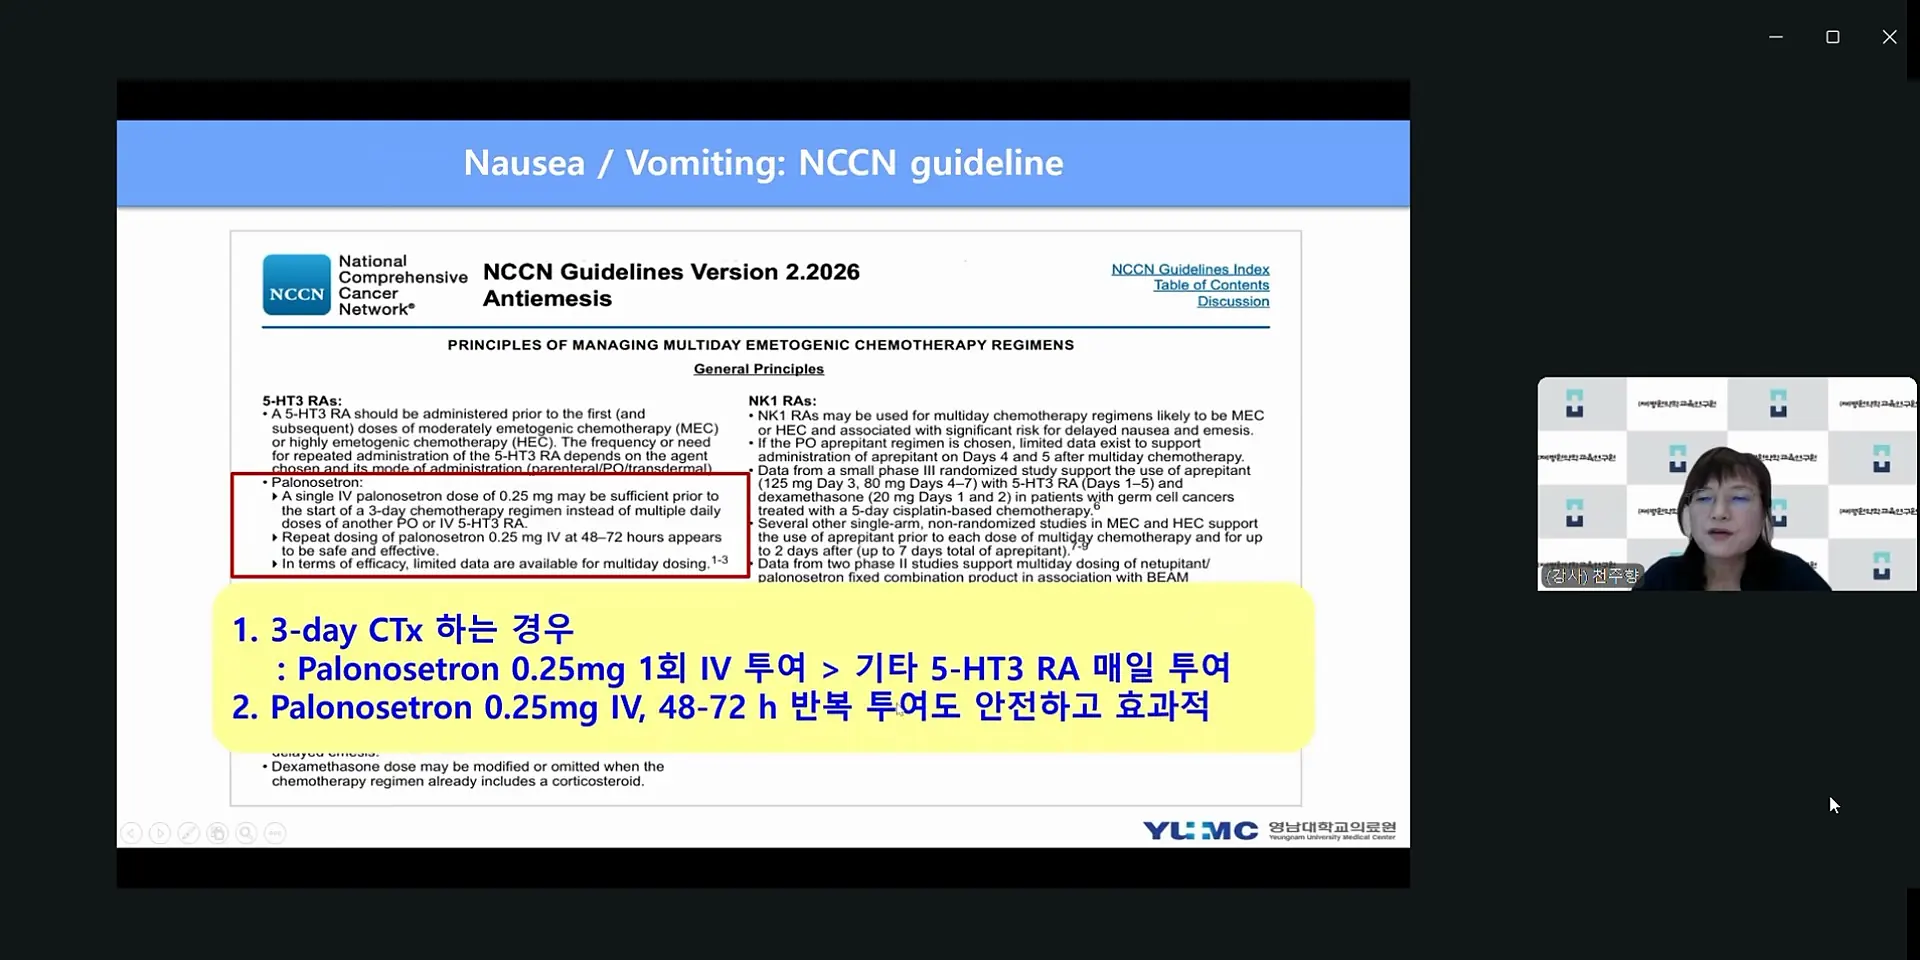 Nausea / Vomiting: NCCN guideline
NCCN
National
Comprehensive
Cancer
Network®
NCCN Guidelines Version 2.2026
Antiemesis
NCCN Guidelines Index
Table of Contents
Discussion
PRINCIPLES OF MANAGING MULTIDAY EMETOGENIC CHEMOTHERAPY REGIMENS
General Principles
5-HT3 RAs:
• A 5-HT3 RA should be administered prior to the first (and
subsequent) doses of moderately emetogenic chemotherapy (MEC)
or highly emetogenic chemotherapy (HEC). The frequency or need
for repeated administration of the 5-HT3 RA depends on the agent
chosen and its mode of administration (parenteral/PO/transdermal)
• Palonosetron:
‣ A single IV palonosetron dose of 0.25 mg may be sufficient prior to
the start of a 3-day chemotherapy regimen instead of multiple daily
doses of another PO or IV 5-HT3 RA.
‣ Repeat dosing of palonosetron 0.25 mg IV at 48–72 hours appears
to be safe and effective.
‣ In terms of efficacy, limited data are available for multiday dosing.1-3
NK1 RAs:
• NK1 RAs may be used for multiday chemotherapy regimens likely to be MEC
or HEC and associated with significant risk for delayed nausea and emesis.
• If the PO aprepitant regimen is chosen, limited data exist to support
administration of aprepitant on Days 4 and 5 after multiday chemotherapy.
• Data from a small phase III randomized study support the use of aprepitant
(125 mg Day 3, 80 mg Days 4–7) with 5-HT3 RA (Days 1–5) and
dexamethasone (20 mg Days 1 and 2) in patients with germ cell cancers
treated with a 5-day cisplatin-based chemotherapy.6
• Several other single-arm, non-randomized studies in MEC and HEC support
the use of aprepitant prior to each dose of multiday chemotherapy and for up
to 2 days after (up to 7 days total of aprepitant).7-9
• Data from two phase II studies support multiday dosing of netupitant/
palonosetron fixed combination product in association with BEAM
1. 3-day CTx 하는 경우
: Palonosetron 0.25mg 1회 IV 투여 > 기타 5-HT3 RA 매일 투여
2. Palonosetron 0.25mg IV, 48-72 h 반복 투여도 안전하고 효과적
delayed emesis.
• Dexamethasone dose may be modified or omitted when the
chemotherapy regimen already includes a corticosteroid.
YUMC 영남대학교의료원
Yeungnam University Medical Center
(강사) 천주향